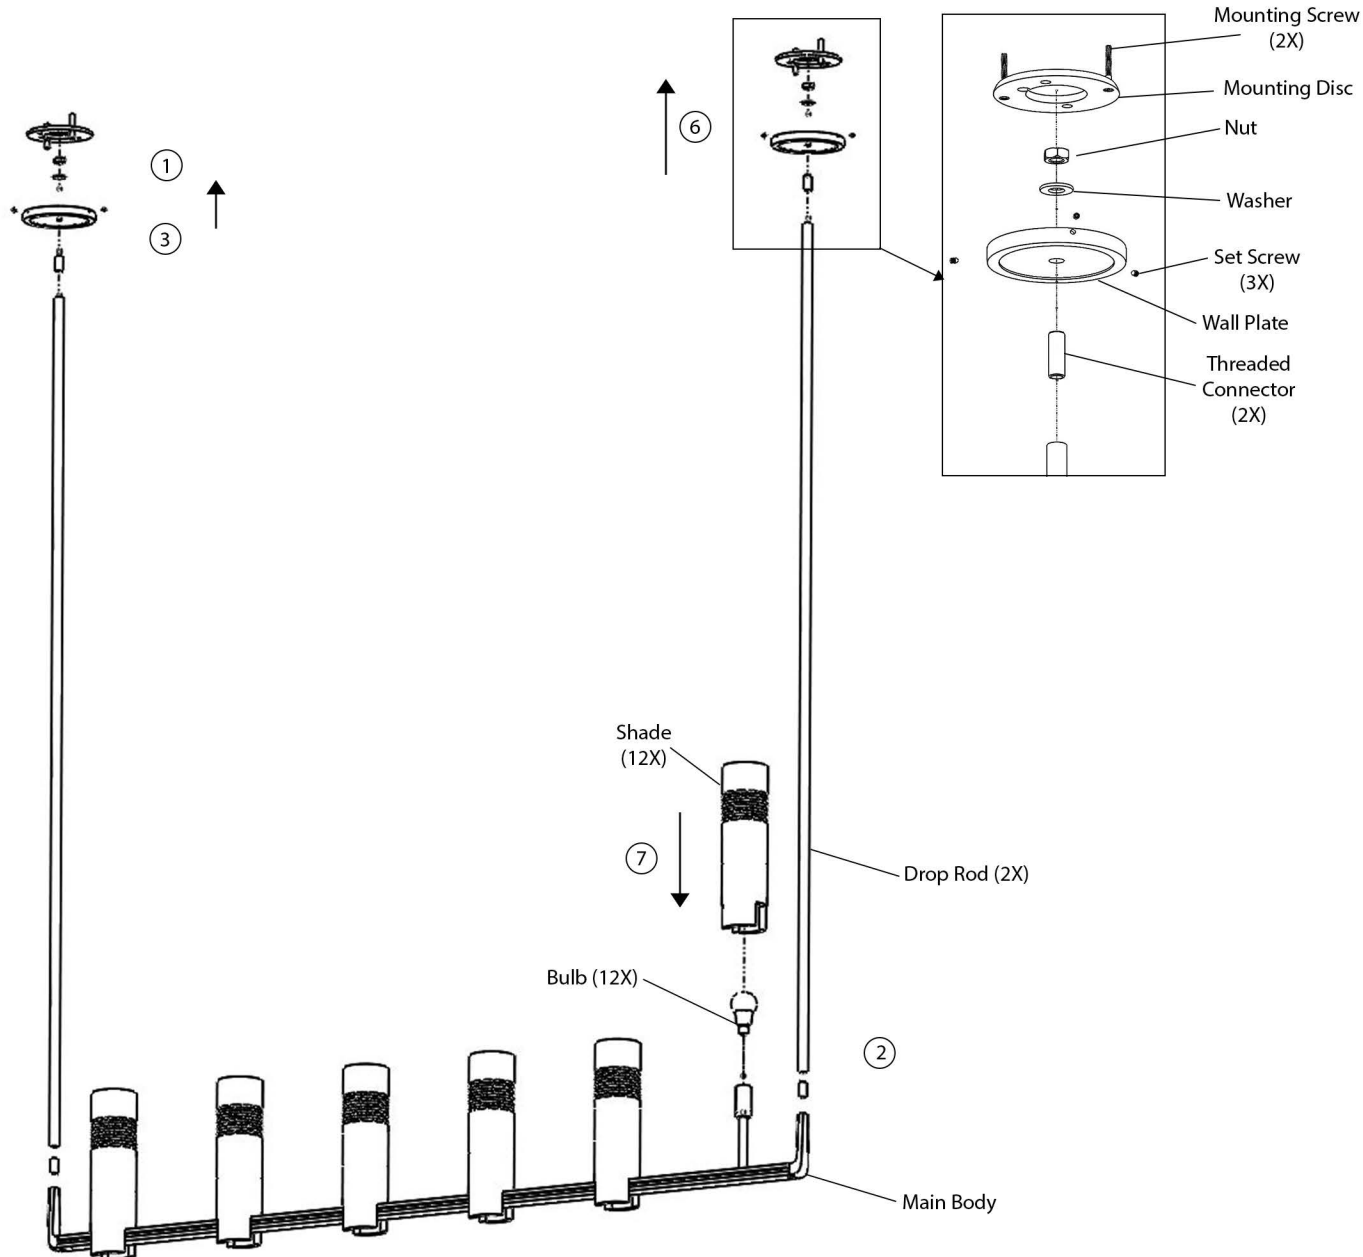 Mounting Screw
(2X)
Mounting Disc
Nut
Washer
Set Screw
(3X)
Wall Plate
Threaded
Connector
(2X)
6
1
3
Shade
(12X)
7
Drop Rod (2X)
Bulb (12X)
2
Main Body